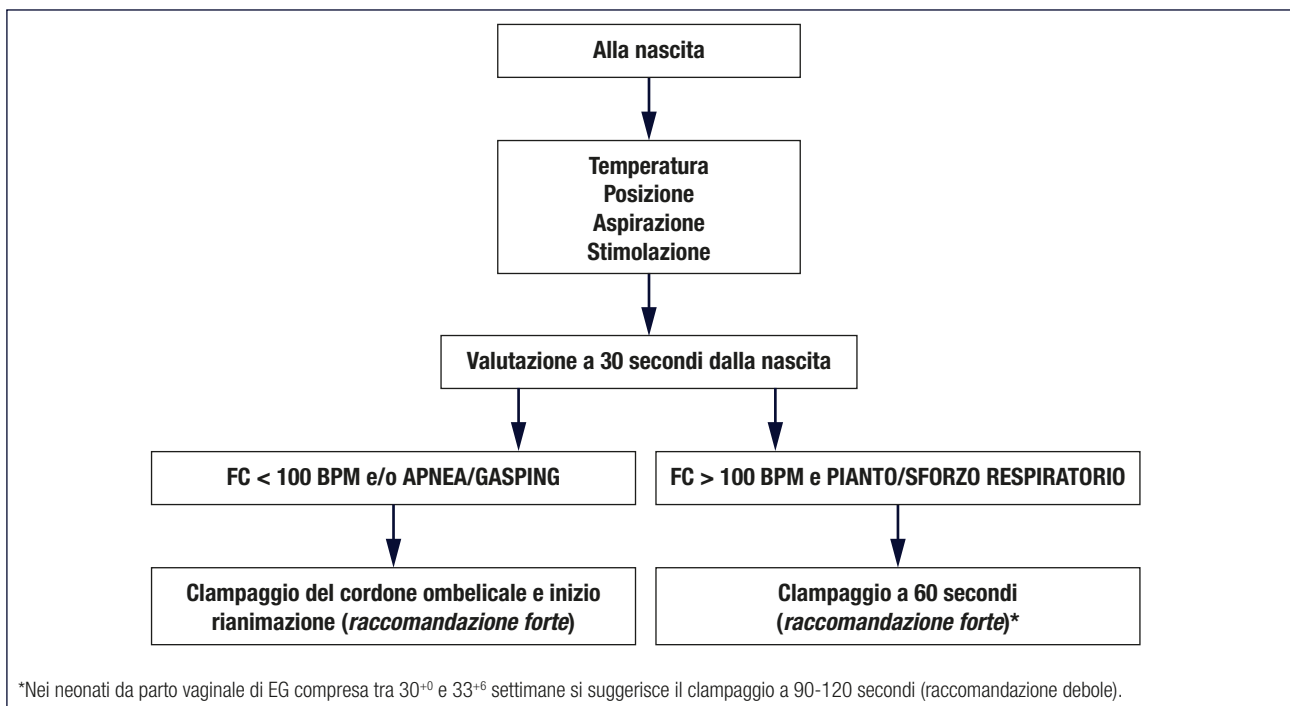 Alla nascita
Temperatura
Posizione
Aspirazione
Stimolazione
Valutazione a 30 secondi dalla nascita
FC < 100 BPM e/o APNEA/GASPING
FC > 100 BPM e PIANTO/SFORZO RESPIRATORIO
Clampaggio del cordone ombelicale e inizio
rianimazione (raccomandazione forte)
Clampaggio a 60 secondi
(raccomandazione forte)*
*Nei neonati da parto vaginale di EG compresa tra 30⁺⁰ e 33⁺⁶ settimane si suggerisce il clampaggio a 90-120 secondi (raccomandazione debole).